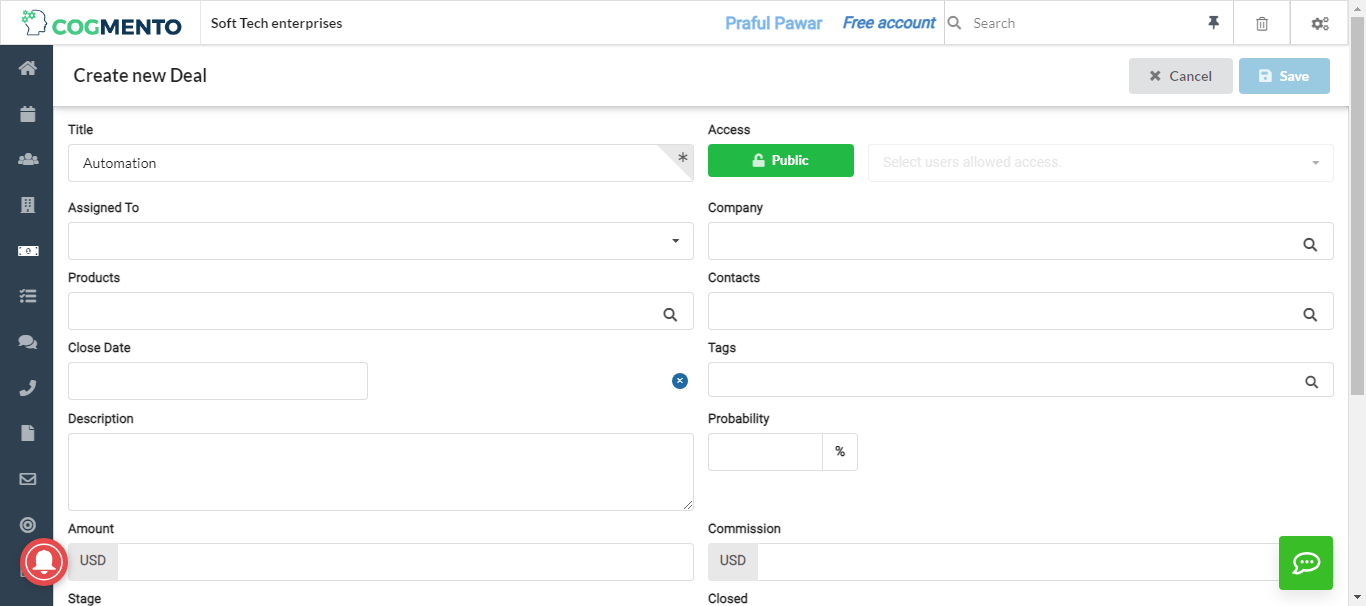 COGMENTO
Soft Tech enterprises
Praful Pawar
Free account
Search
Create new Deal
Cancel
Save
Title
Access
Automation
*
Public
Select users allowed access.
Assigned To
Company
Products
Contacts
Close Date
Tags
Description
Probability
%
Amount
Commission
USD
USD
Stage
Closed